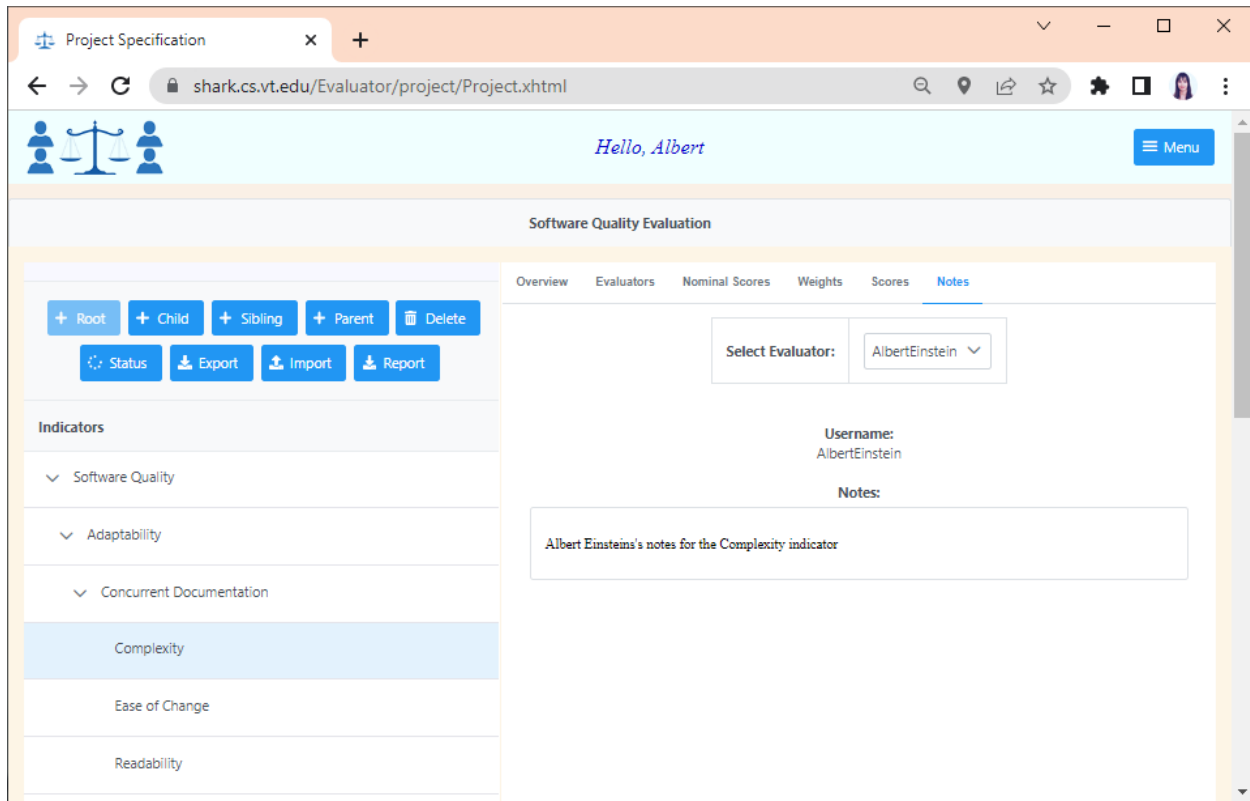 Project Specification
shark.cs.vt.edu/Evaluator/project/Project.xhtml
Hello, Albert
Menu
Software Quality Evaluation
Root
Child
Sibling
Parent
Delete
Status
Export
Import
Report
Indicators
Software Quality
Adaptability
Concurrent Documentation
Complexity
Ease of Change
Readability
Overview Evaluators Nominal Scores Weights Scores Notes
Select Evaluator: AlbertEinstein
Username:
AlbertEinstein
Notes:
Albert Einsteins's notes for the Complexity indicator